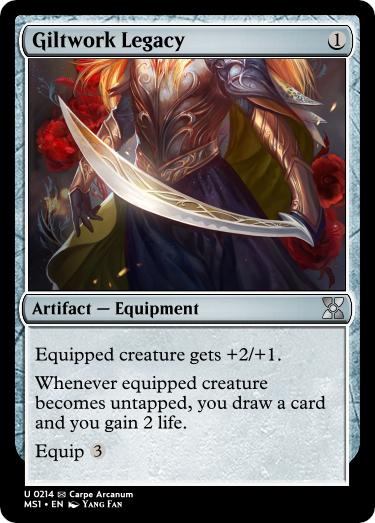 Giltwork Legacy 1
Artifact — Equipment
Equipped creature gets +2/+1.
Whenever equipped creature
becomes untapped, you draw a card
and you gain 2 life.
Equip 3
U 0214 Carpe Arcanum
MS1 • EN Yang Fan